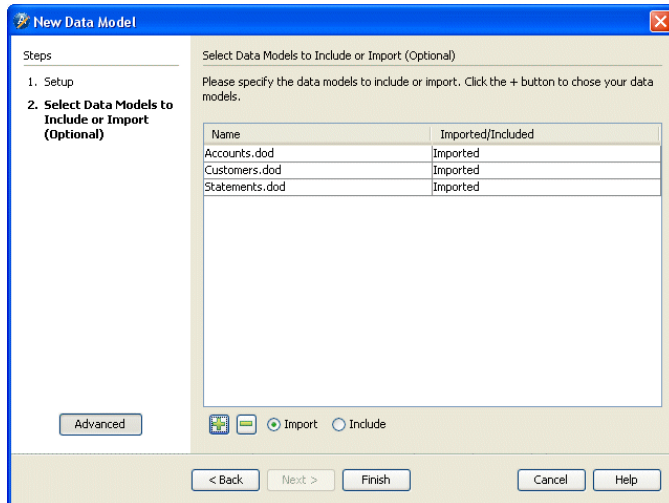 New Data Model
Steps
1. Setup
2. Select Data Models to
Include or Import
(Optional)
Advanced
Select Data Models to Include or Import (Optional)
Please specify the data models to include or import. Click the + button to chose your data
models.
Name Imported/Included
Accounts.dod Imported
Customers.dod Imported
Statements.dod Imported
Import Include
< Back Next > Finish Cancel Help